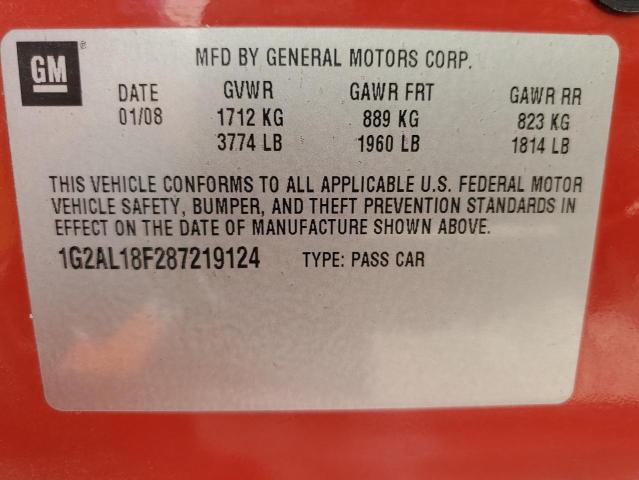 GM®
MFD BY GENERAL MOTORS CORP.
DATE GVWR GAWR FRT GAWR RR
01/08 1712 KG 889 KG 823 KG
3774 LB 1960 LB 1814 LB
THIS VEHICLE CONFORMS TO ALL APPLICABLE U.S. FEDERAL MOTOR
VEHICLE SAFETY, BUMPER, AND THEFT PREVENTION STANDARDS IN
EFFECT ON THE DATE OF MANUFACTURE SHOWN ABOVE.
1G2AL18F287219124 TYPE: PASS CAR